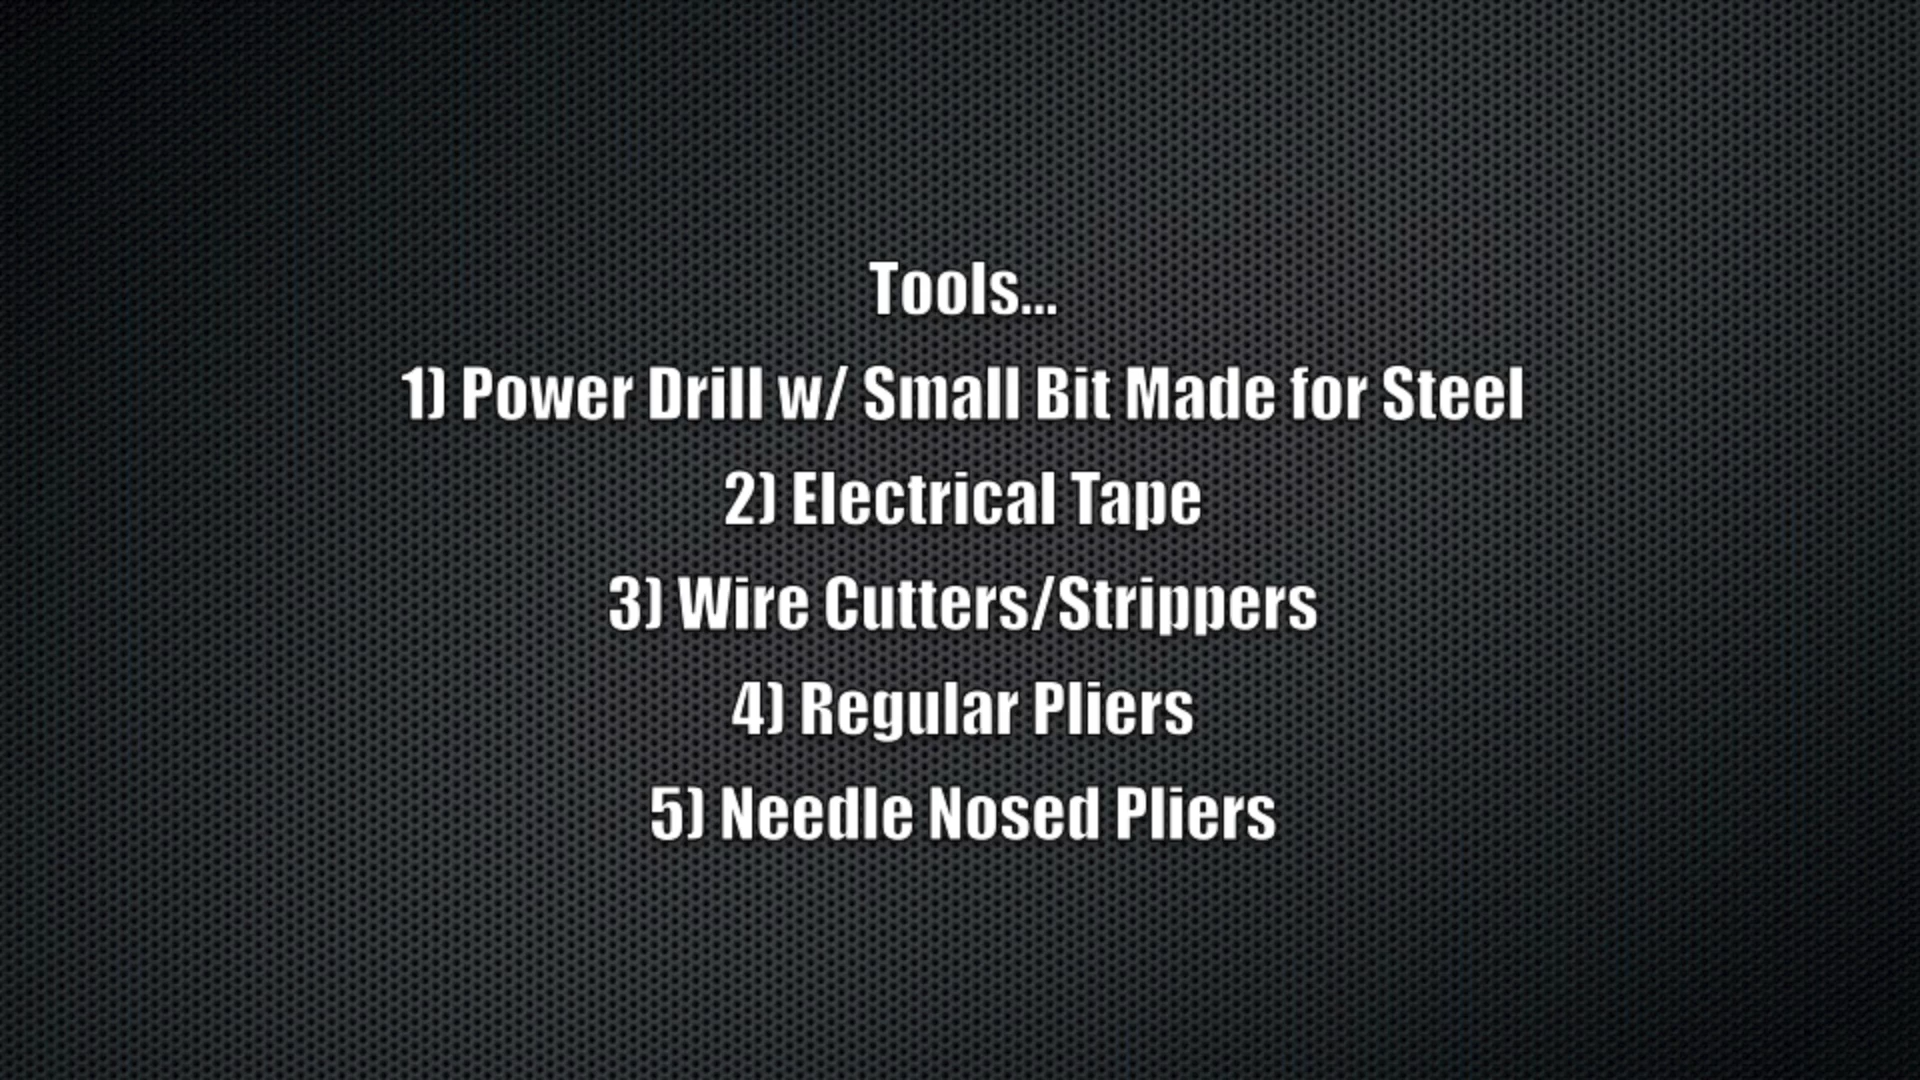 Tools...
1) Power Drill w/ Small Bit Made for Steel
2) Electrical Tape
3) Wire Cutters/Strippers
4) Regular Pliers
5) Needle Nosed Pliers